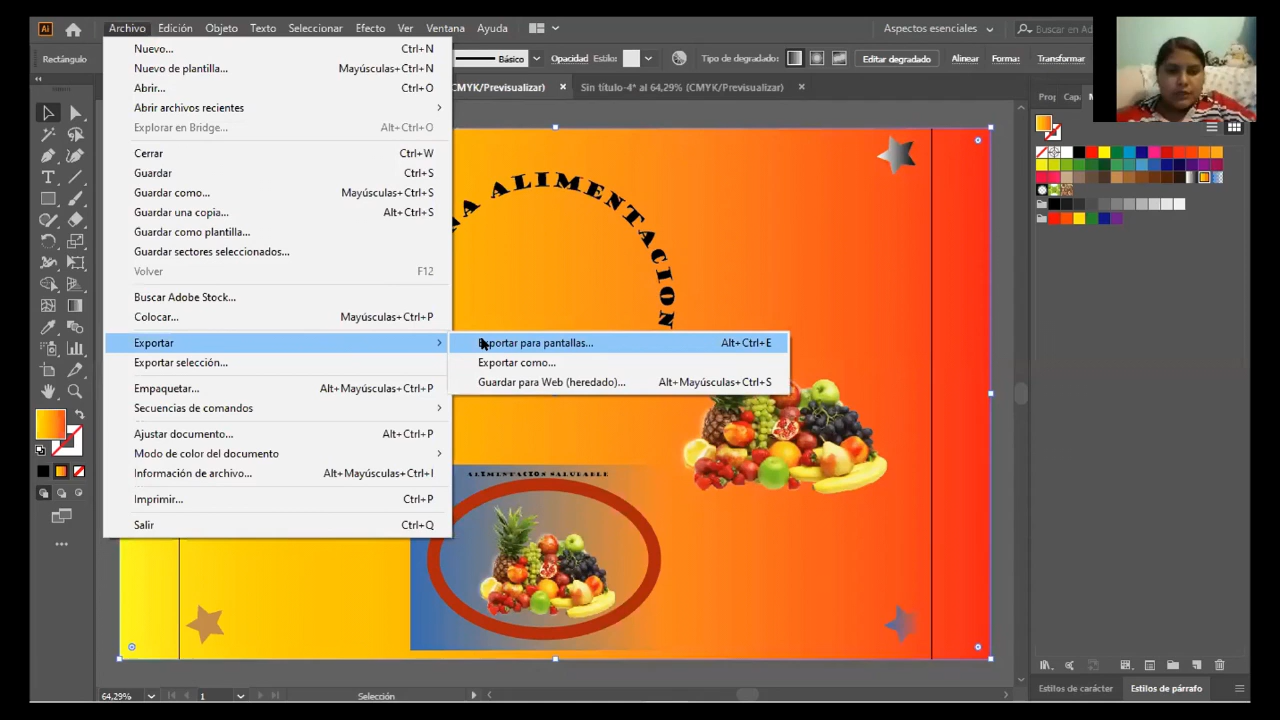 Ai Archivo Edición Objeto Texto Seleccionar Efecto Ver Ventana Ayuda Aspectos esenciales Buscar en Ad
Rectángulo Básico Opacidad Estilo: Tipo de degradado: Editar degradado Alinear Forma: Transformar
CMYK/Previsualizar) × Sin título-4* al 64,29% (CMYK/Previsualizar) ×
Nuevo... Ctrl+N
Nuevo de plantilla... Mayúsculas+Ctrl+N
Abrir... Ctrl+O
Abrir archivos recientes
Explorar en Bridge... Alt+Ctrl+O
Cerrar Ctrl+W
Guardar Ctrl+S
Guardar como... Mayúsculas+Ctrl+S
Guardar una copia... Alt+Ctrl+S
Guardar como plantilla...
Guardar sectores seleccionados...
Volver F12
Buscar Adobe Stock...
Colocar... Mayúsculas+Ctrl+P
Exportar
Exportar selección...
Empaquetar... Alt+Mayúsculas+Ctrl+P
Secuencias de comandos
Ajustar documento... Alt+Ctrl+P
Modo de color del documento
Información de archivo... Alt+Mayúsculas+Ctrl+I
Imprimir... Ctrl+P
Salir Ctrl+Q
xportar para pantallas... Alt+Ctrl+E
Exportar como...
Guardar para Web (heredado)... Alt+Mayúsculas+Ctrl+S
NA ALIMENTACION
ALIMENTACION SALUDABLE
Proj Cap
64,29% 1 Selección
Estilos de carácter Estilos de párrafo